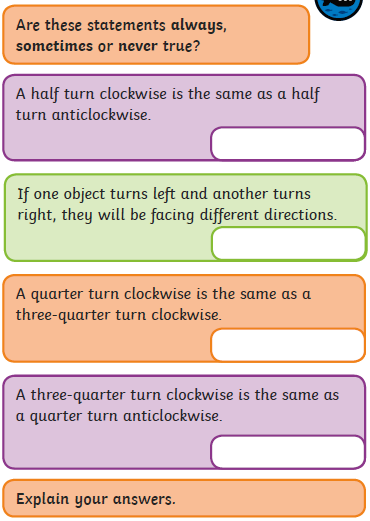 Are these statements always,
sometimes or never true?
A half turn clockwise is the same as a half
turn anticlockwise.
If one object turns left and another turns
right, they will be facing different directions.
A quarter turn clockwise is the same as a
three-quarter turn clockwise.
A three-quarter turn clockwise is the same as
a quarter turn anticlockwise.
Explain your answers.